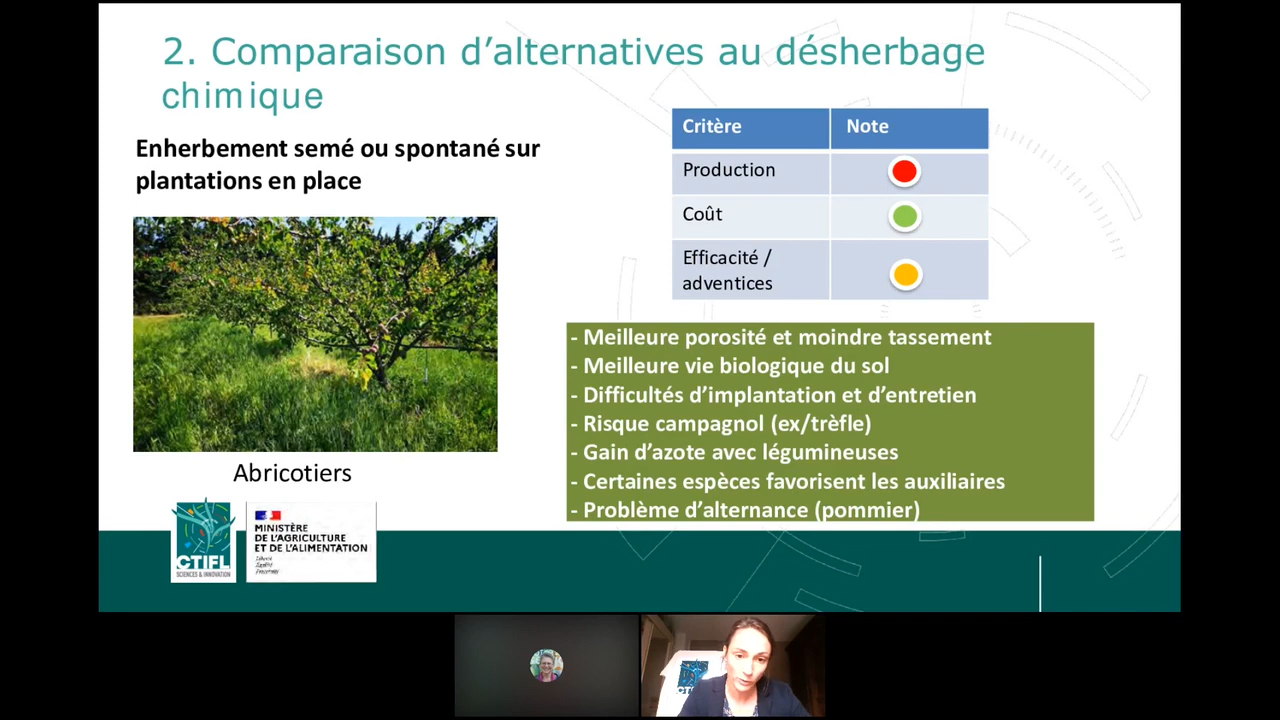 2. Comparaison d’alternatives au désherbage
chimique
Enherbement semé ou spontané sur
plantations en place
Critère Note
Production
Coût
Efficacité /
adventices
- Meilleure porosité et moindre tassement
- Meilleure vie biologique du sol
- Difficultés d’implantation et d’entretien
- Risque campagnol (ex/trèfle)
- Gain d’azote avec légumineuses
- Certaines espèces favorisent les auxiliaires
- Problème d’alternance (pommier)
Abricotiers
CTIFL
SCIENCES & INNOVATION
MINISTÈRE
DE L’AGRICULTURE
ET DE L’ALIMENTATION
Liberté
Égalité
Fraternité